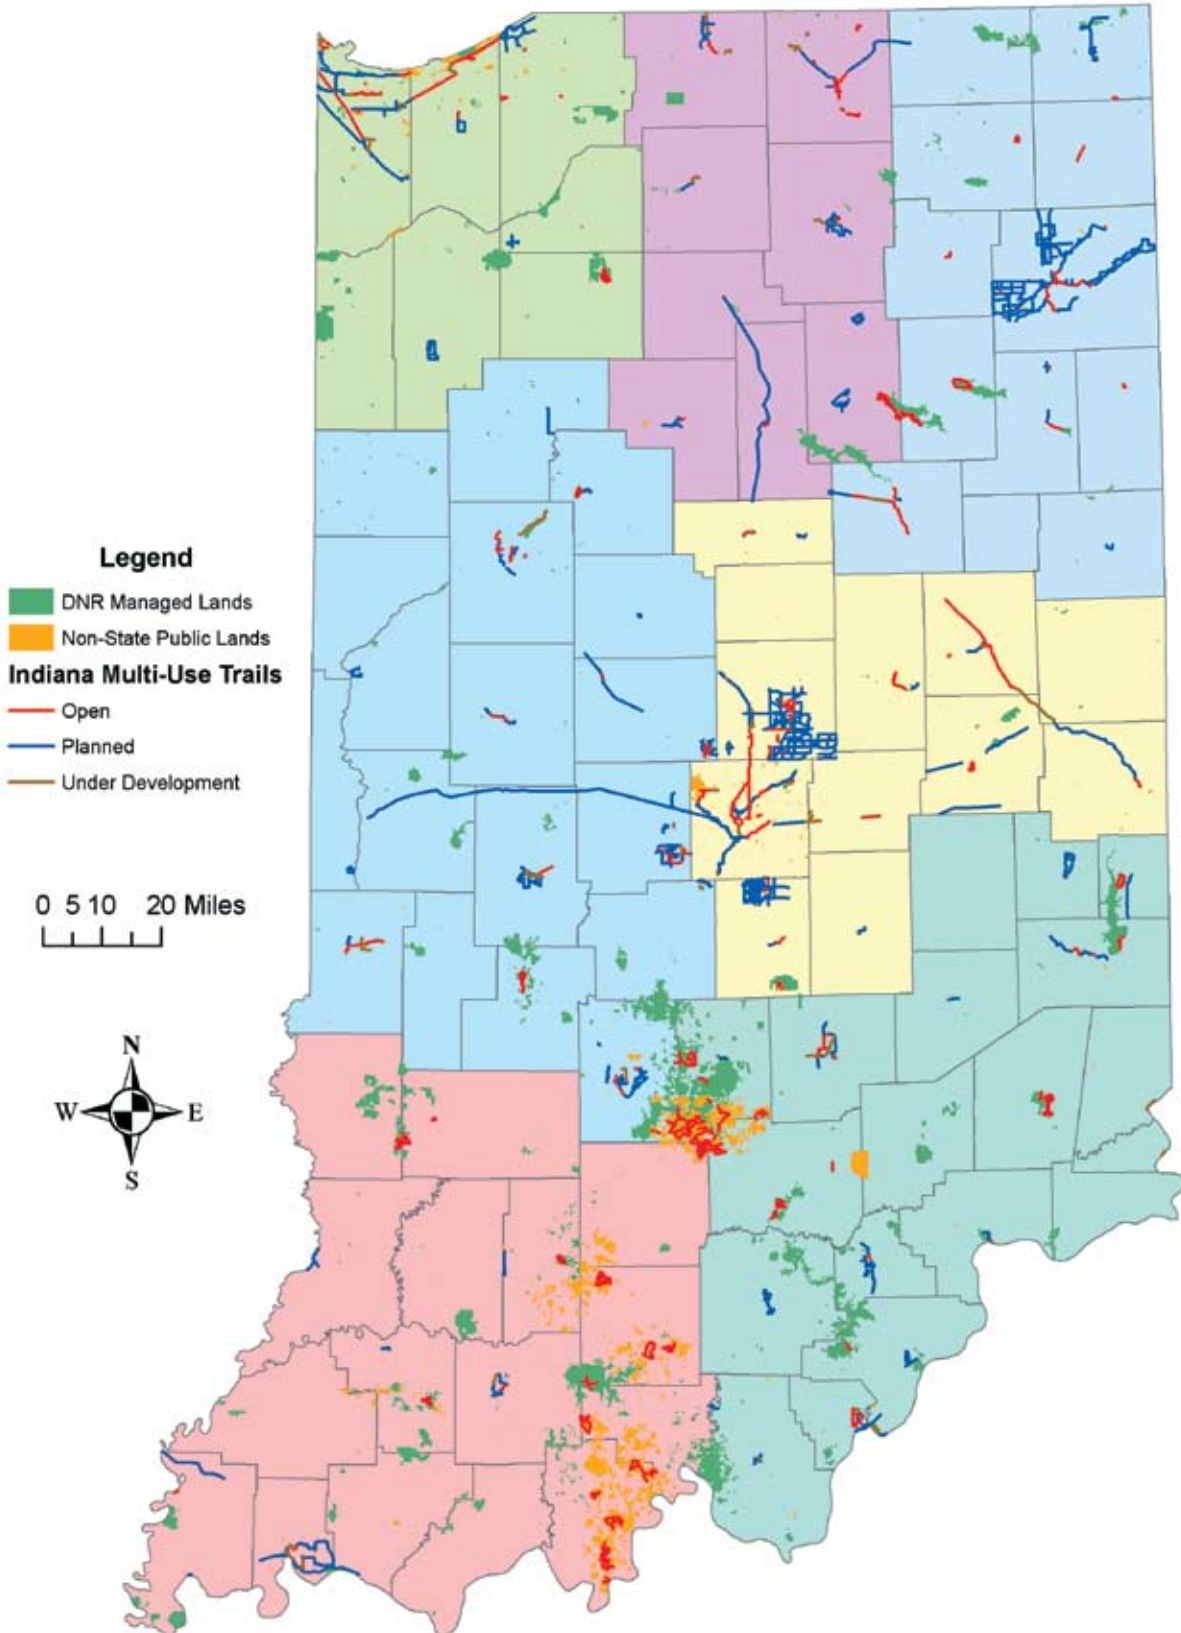 Legend
DNR Managed Lands
Non-State Public Lands
Indiana Multi-Use Trails
Open
Planned
Under Development
0 5 10 20 Miles
N
W E
S